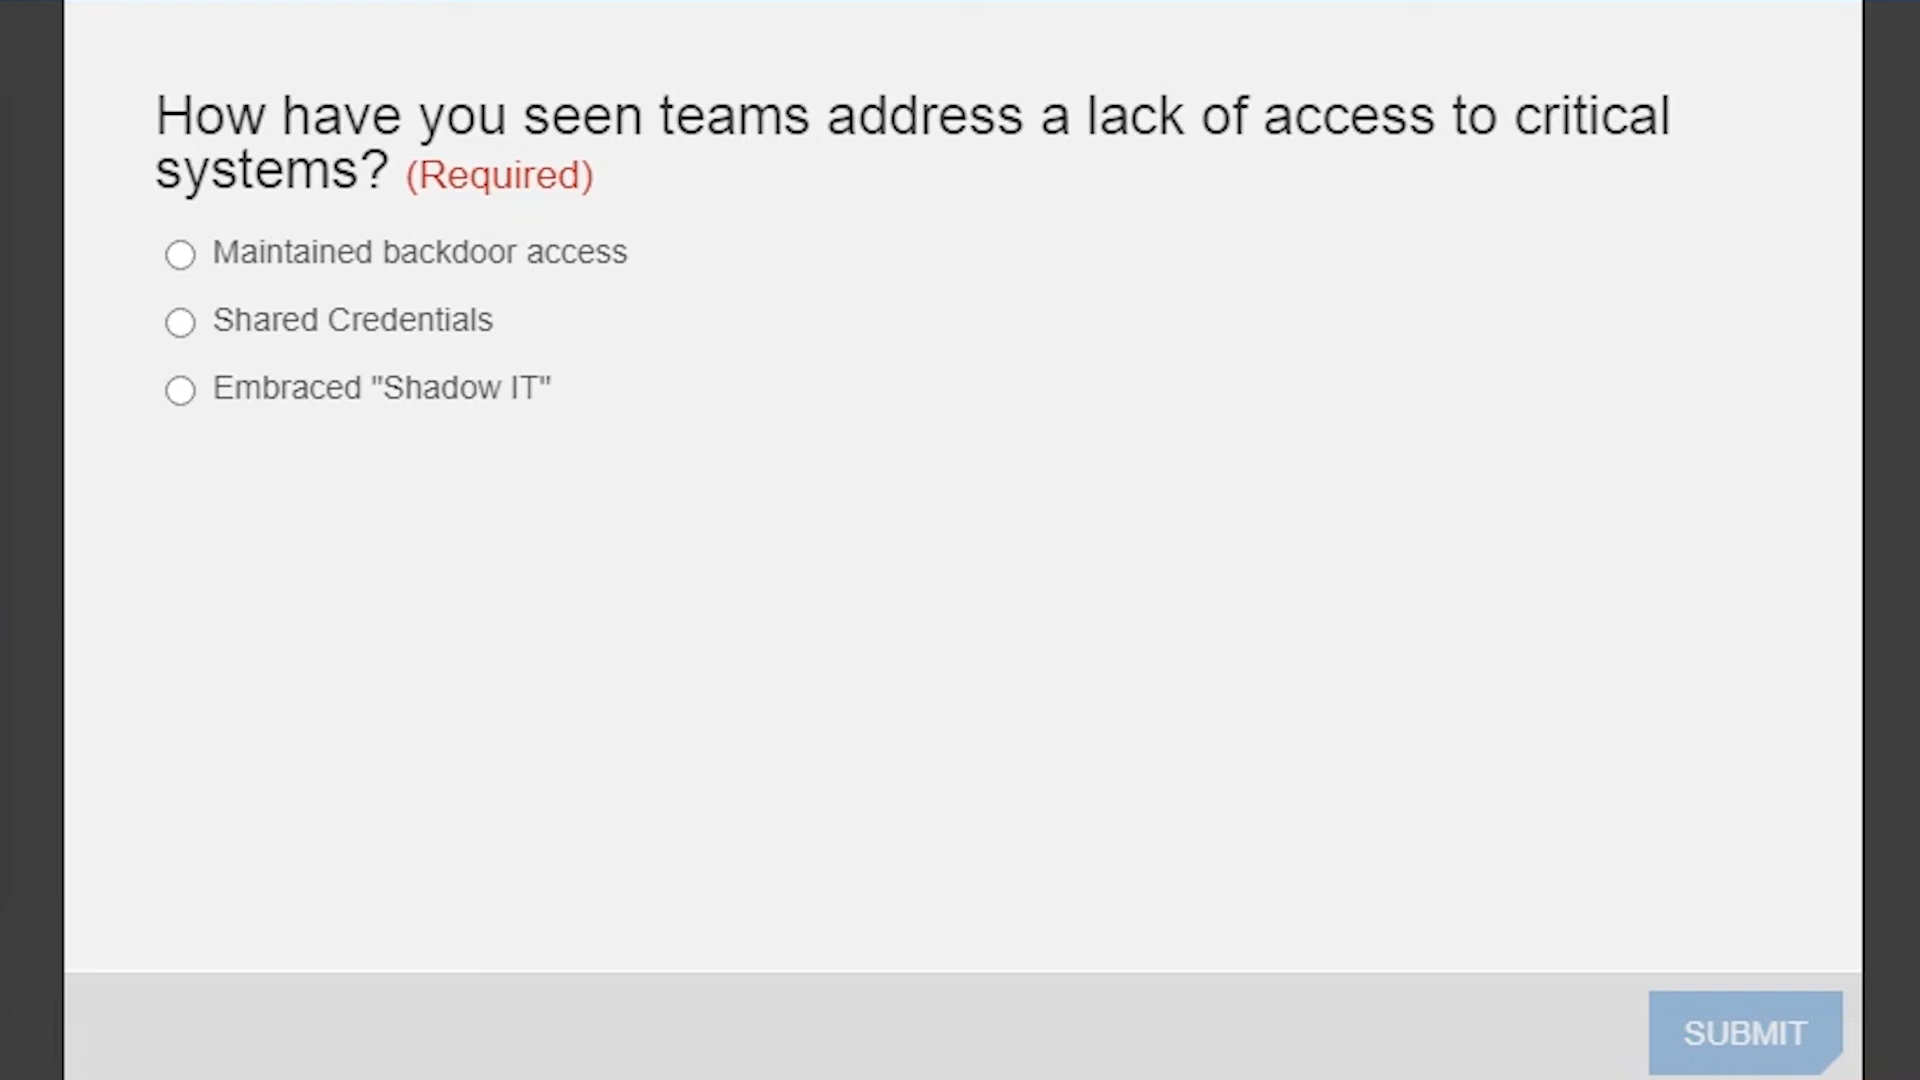 How have you seen teams address a lack of access to critical
systems? (Required)
Maintained backdoor access
Shared Credentials
Embraced "Shadow IT"
SUBMIT